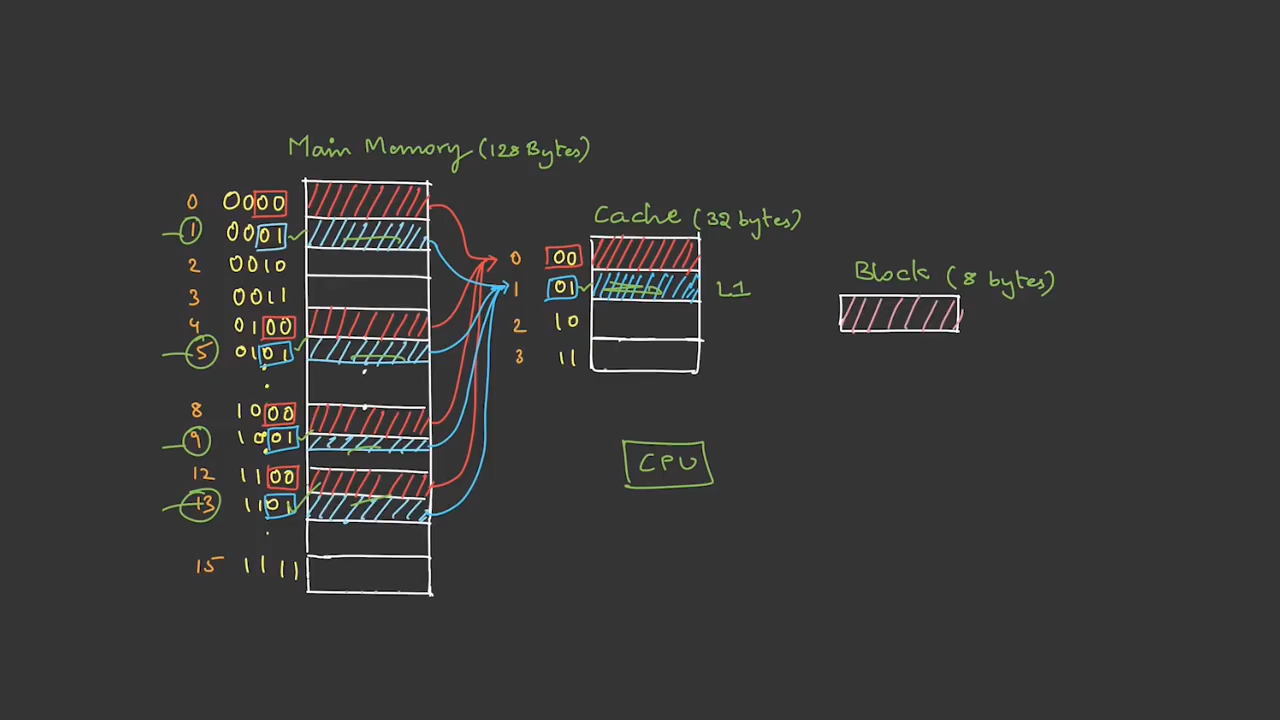 Main Memory (128 Bytes)
0 0000
1 0001
2 0010
3 0011
4 0100
5 0101
8 1000
9 1001
12 1100
13 1101
15 1111
Cache (32 bytes)
0 00
1 01 L1
2 10
3 11
Block (8 bytes)
CPU